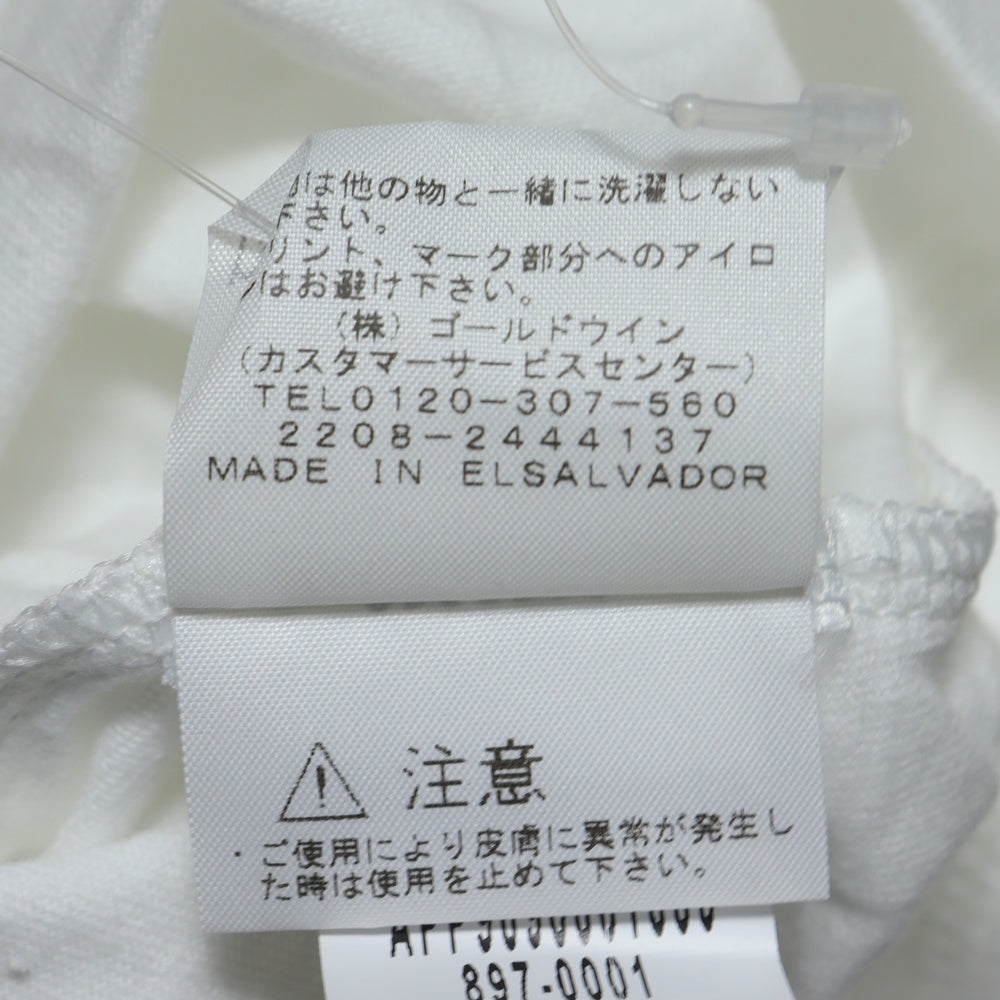 は他の物と一緒に洗濯しない
下さい。
リント、マーク部分へのアイロ
はお避け下さい。
(株) ゴールドウイン
(カスタマーサービスセンター)
TEL0120-307-560
2208-2444137
MADE IN ELSALVADOR
注意
・ご使用により皮膚に異常が発生し
た時は使用を止めて下さい。
897-0001